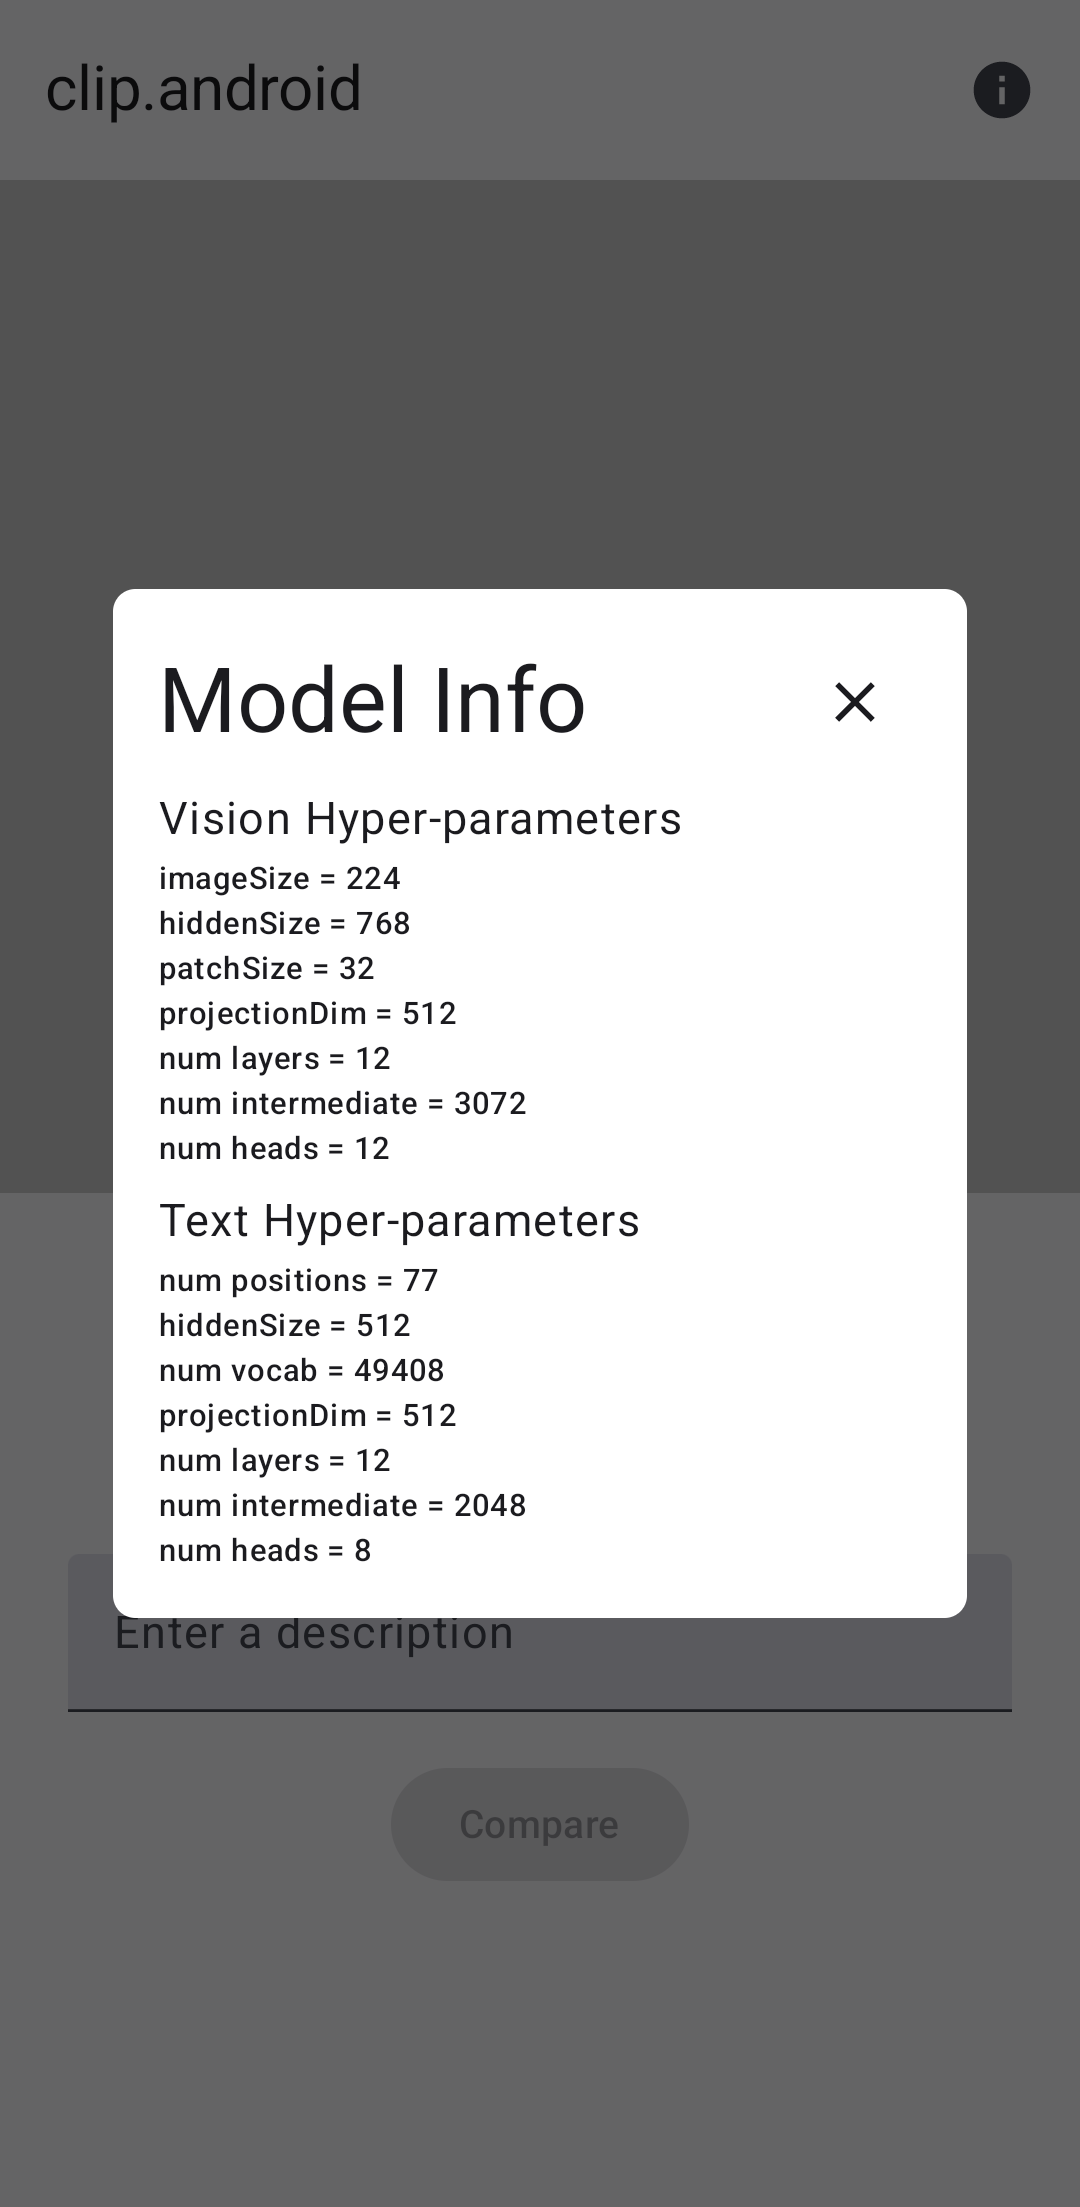 clip.android
Model Info
Vision Hyper-parameters
imageSize = 224
hiddenSize = 768
patchSize = 32
projectionDim = 512
num layers = 12
num intermediate = 3072
num heads = 12
Text Hyper-parameters
num positions = 77
hiddenSize = 512
num vocab = 49408
projectionDim = 512
num layers = 12
num intermediate = 2048
num heads = 8
Enter a description
Compare